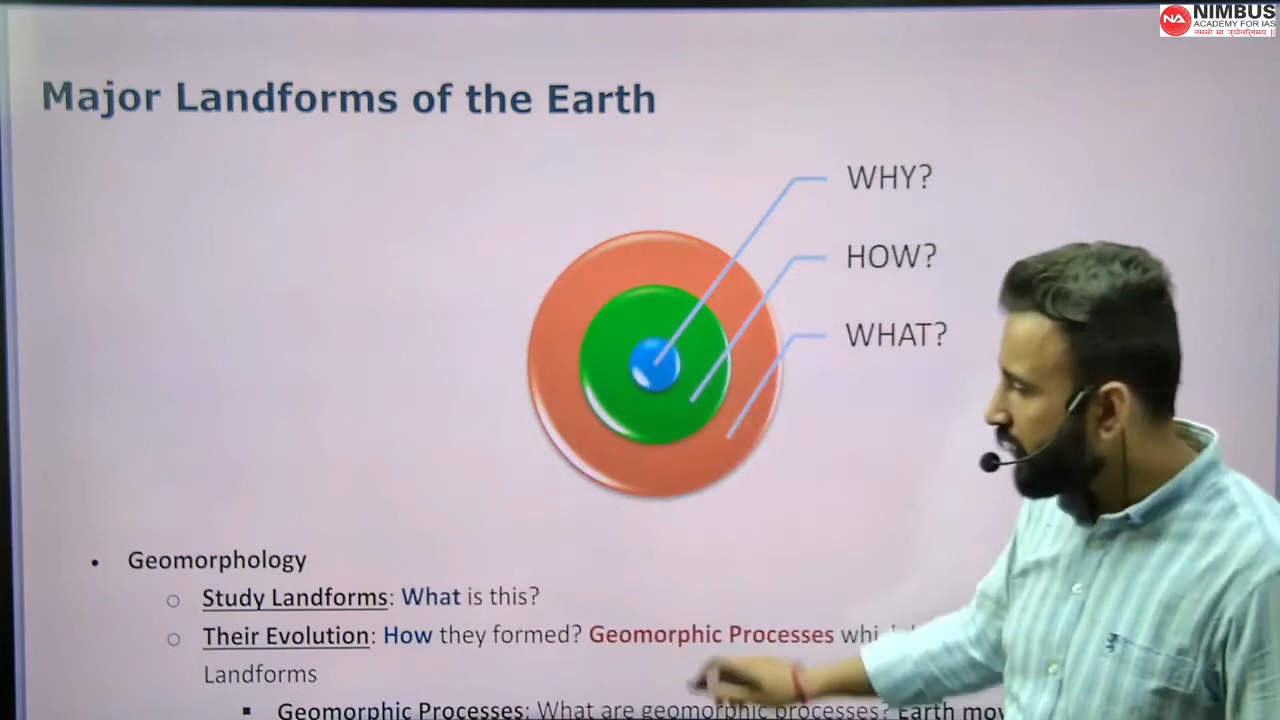 NIMBUS
ACADEMY FOR IAS
Major Landforms of the Earth
WHY?
HOW?
WHAT?
• Geomorphology
○ Study Landforms: What is this?
○ Their Evolution: How they formed? Geomorphic Processes
Landforms
▪ Geomorphic Processes: What are geomorphic processes? Earth mov